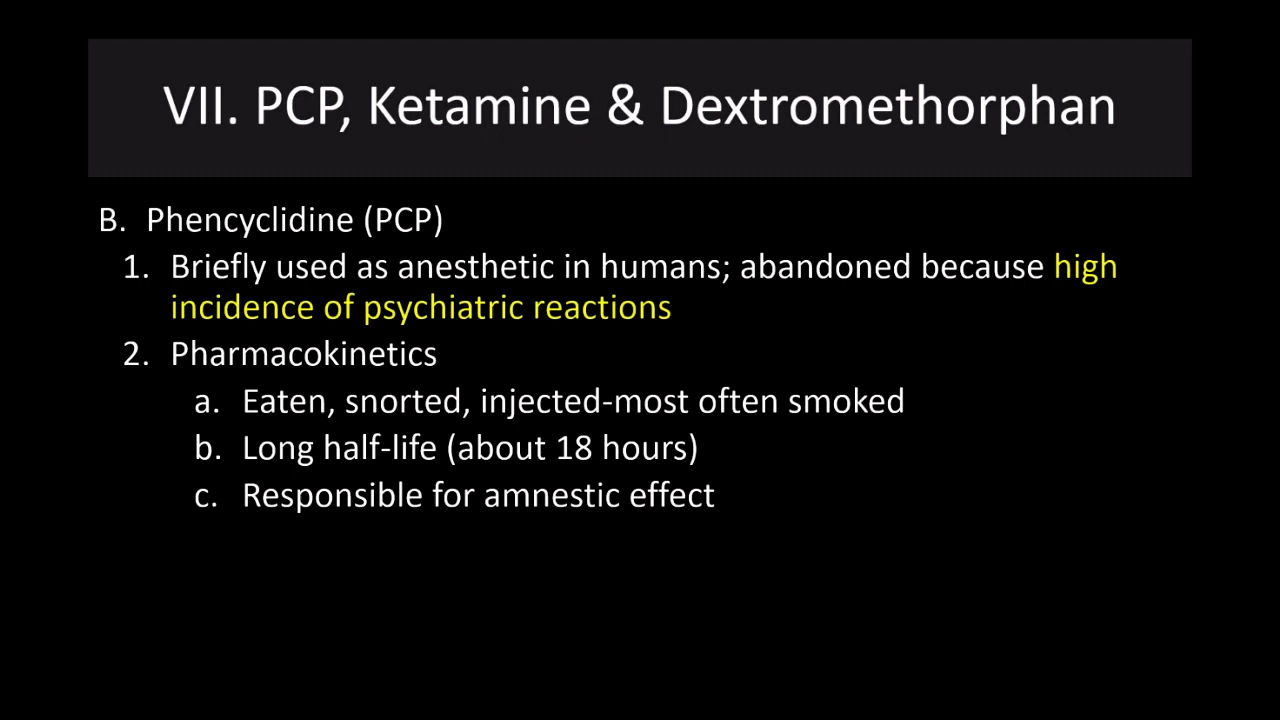 VII. PCP, Ketamine & Dextromethorphan
B. Phencyclidine (PCP)
1. Briefly used as anesthetic in humans; abandoned because high
incidence of psychiatric reactions
2. Pharmacokinetics
a. Eaten, snorted, injected-most often smoked
b. Long half-life (about 18 hours)
c. Responsible for amnestic effect